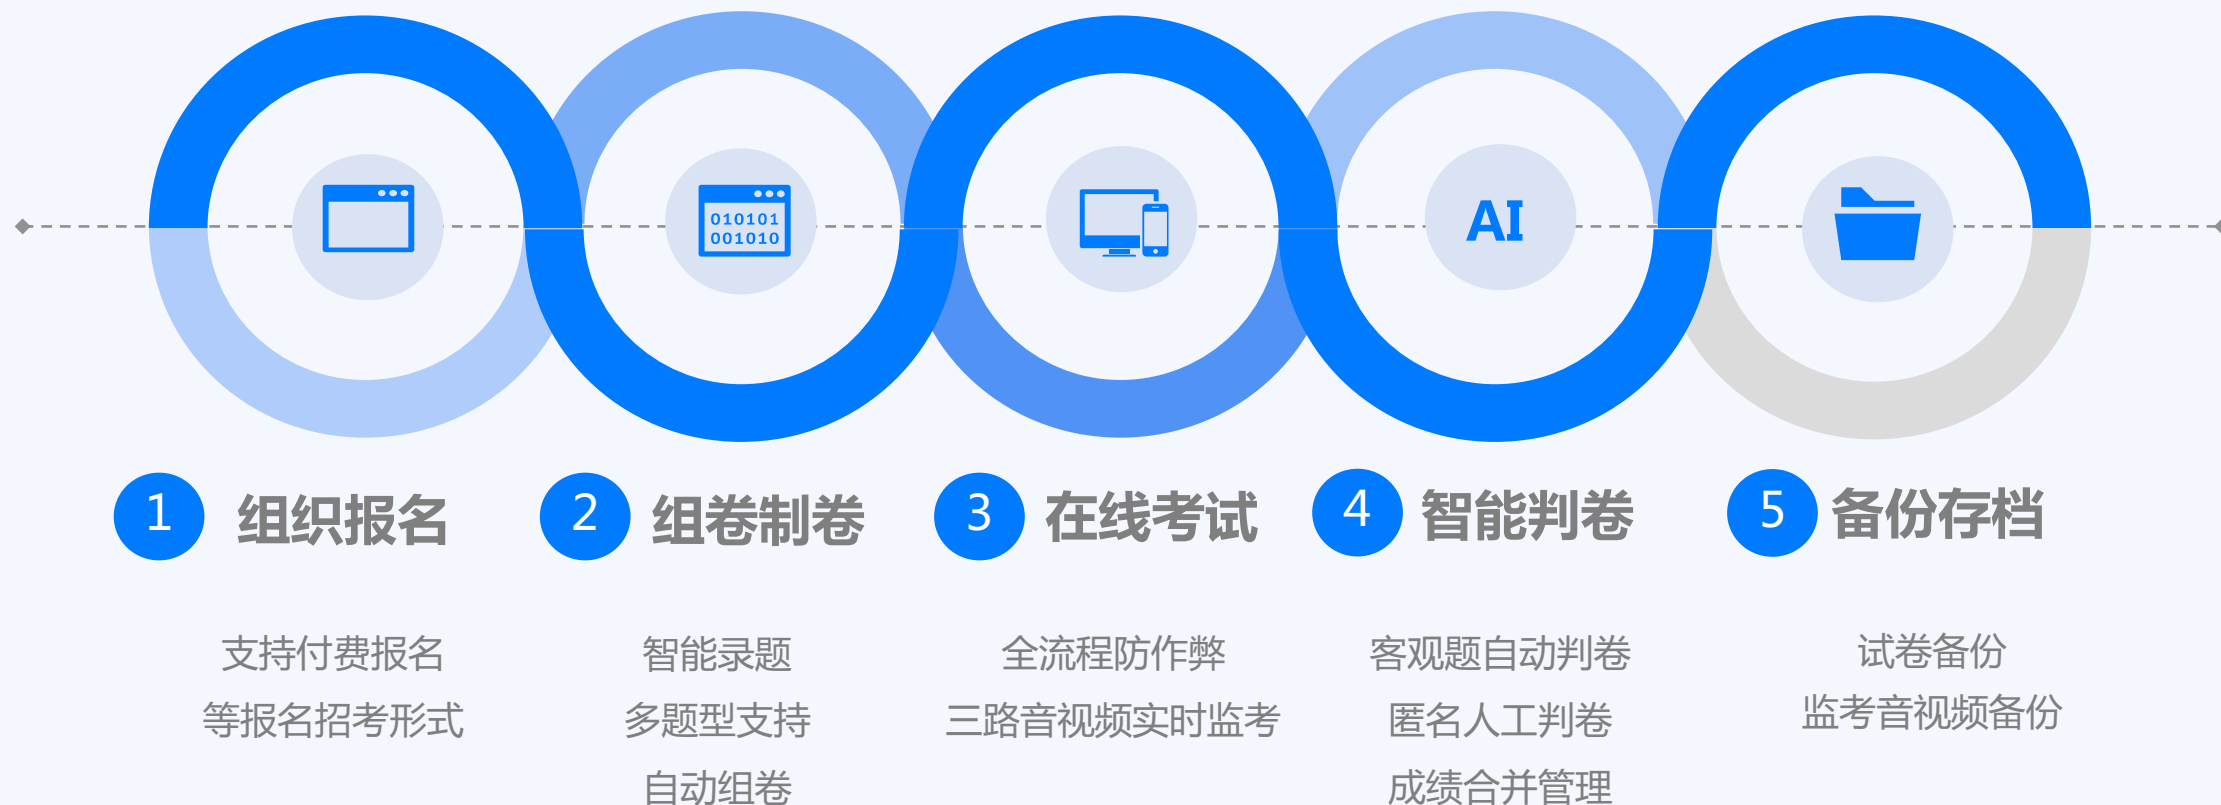 010101
001010
AI
1 组织报名
支持付费报名
等报名招考形式
2 组卷制卷
智能录题
多题型支持
自动组卷
3 在线考试
全流程防作弊
三路音视频实时监考
4 智能判卷
客观题自动判卷
匿名人工判卷
成绩合并管理
5 备份存档
试卷备份
监考音视频备份